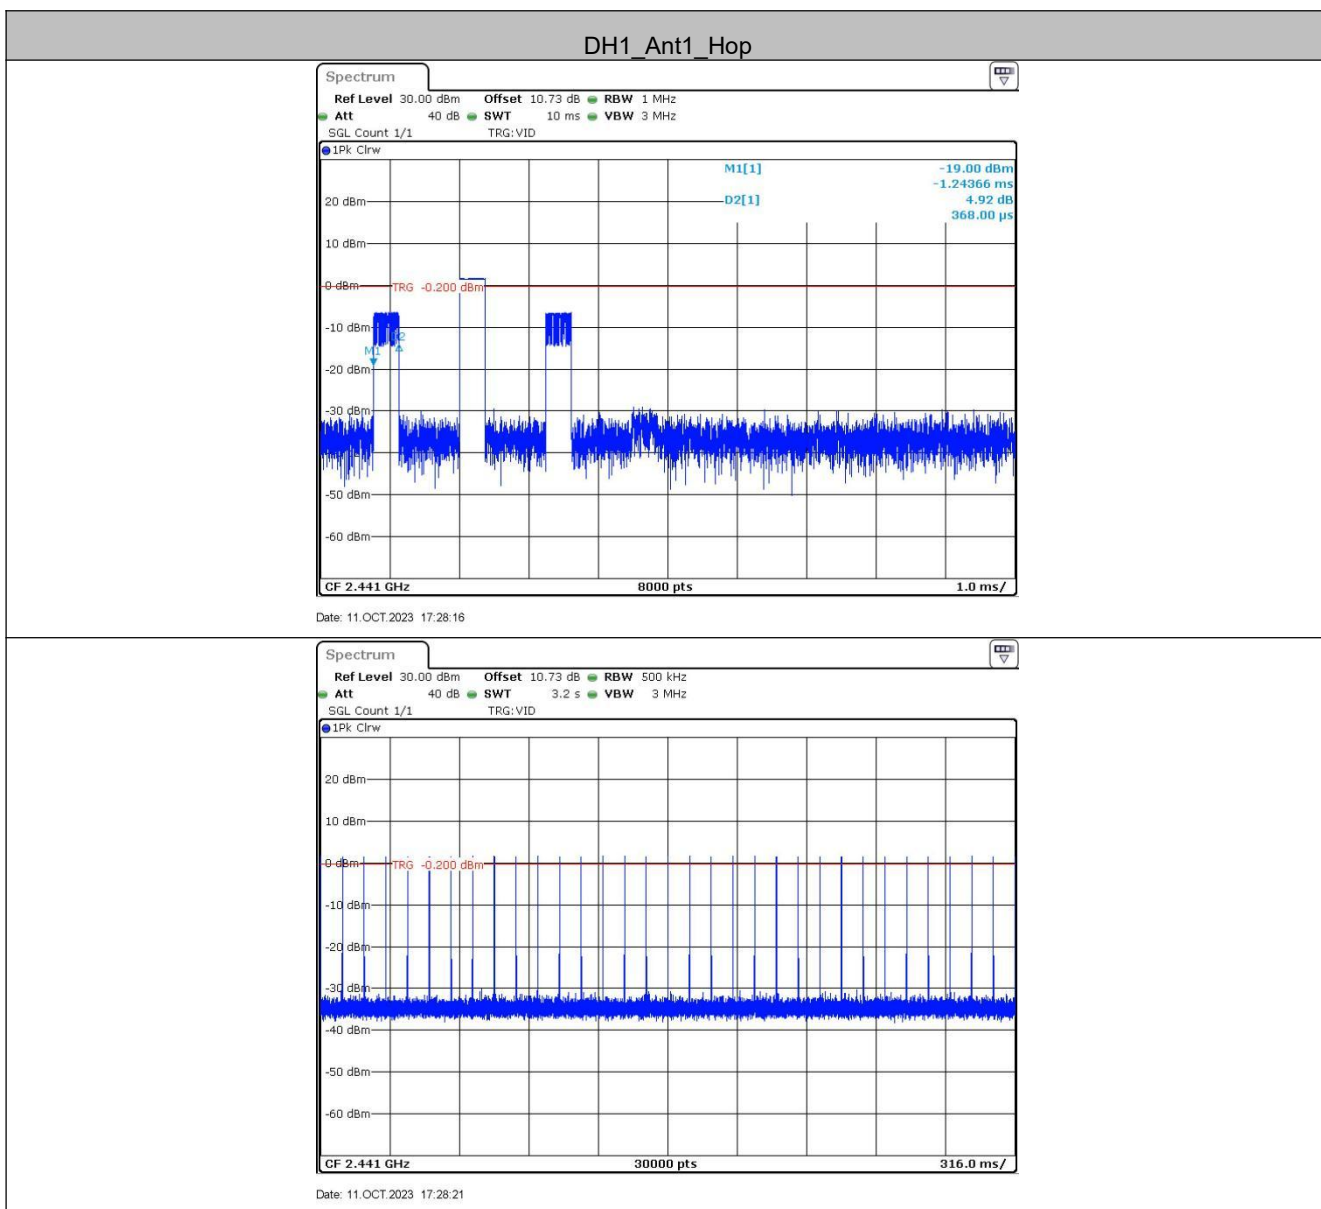 DH1_Ant1_Hop
Spectrum
Ref Level 30.00 dBm Offset 10.73 dB RBW 1 MHz
Att 40 dB SWT 10 ms VBW 3 MHz
SGL Count 1/1 TRG:VID
1Pk Clrw
M1[1] -19.00 dBm
-1.24366 ms
D2[1] 4.92 dB
368.00 µs
20 dBm
10 dBm
0 dBm
TRG -0.200 dBm
-10 dBm
M1
-20 dBm
-30 dBm
-50 dBm
-60 dBm
CF 2.441 GHz 8000 pts 1.0 ms/
Date: 11.OCT.2023 17:28:16
Spectrum
Ref Level 30.00 dBm Offset 10.73 dB RBW 500 kHz
Att 40 dB SWT 3.2 s VBW 3 MHz
SGL Count 1/1 TRG:VID
1Pk Clrw
20 dBm
10 dBm
0 dBm
TRG -0.200 dBm
-10 dBm
-20 dBm
-30 dBm
-40 dBm
-50 dBm
-60 dBm
CF 2.441 GHz 30000 pts 316.0 ms/
Date: 11.OCT.2023 17:28:21